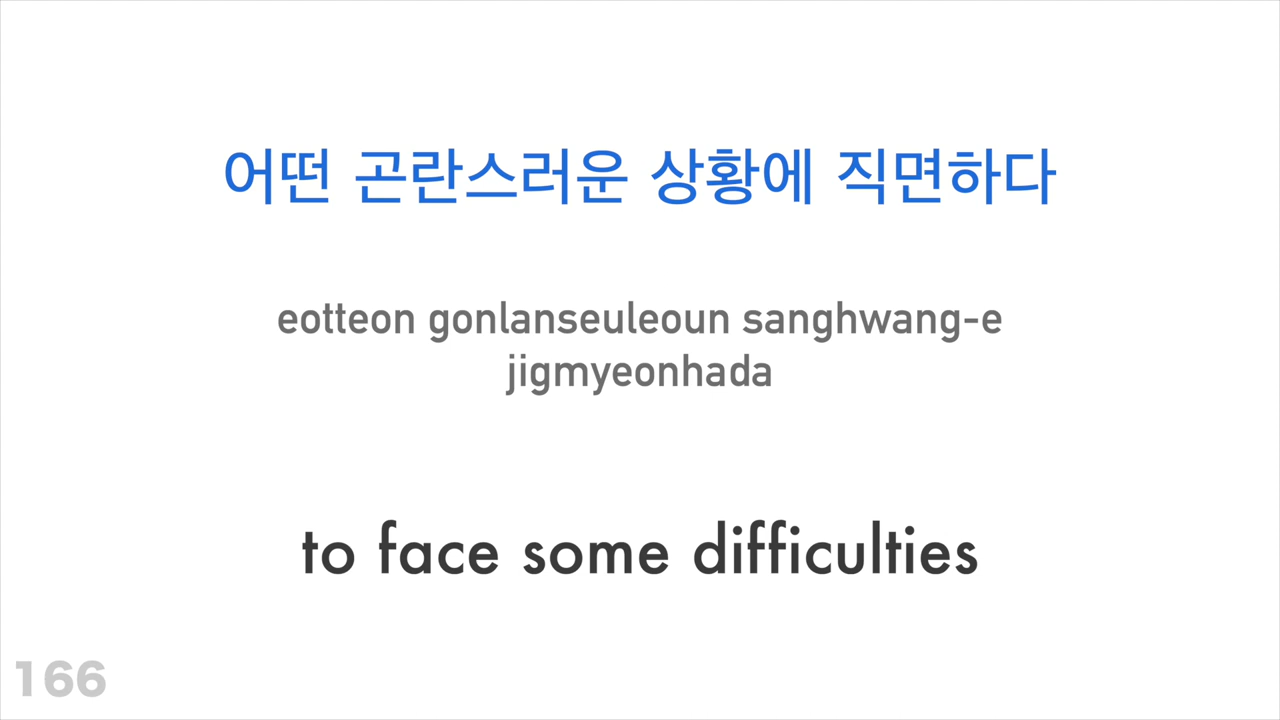 어떤 곤란스러운 상황에 직면하다
eotteon gonlanseuleoun sanghwang-e
jigmyeonhada
to face some difficulties
166